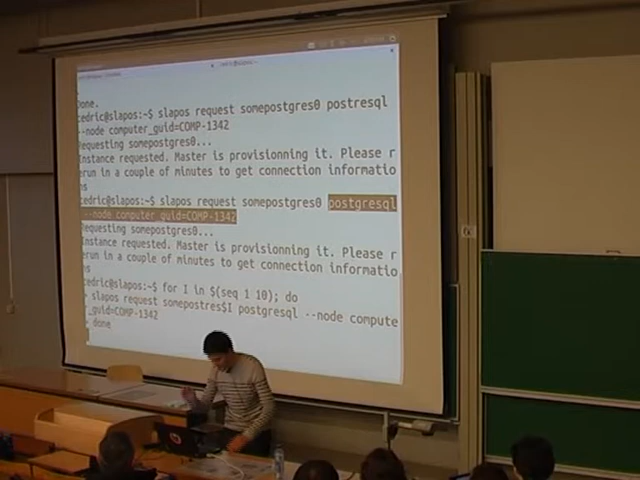 Done.
cedric@slapos:~$ slapos request somepostgres0 postresql
--node computer_guid=COMP-1342
Requesting somepostgres0...
Instance requested. Master is provisionning it. Please r
erun in a couple of minutes to get connection informatio
ns
cedric@slapos:~$ slapos request somepostgres0 postgresql
--node computer_guid=COMP-1342
Requesting somepostgres0...
Instance requested. Master is provisionning it. Please r
erun in a couple of minutes to get connection informatio
ns
cedric@slapos:~$ for I in $(seq 1 10); do
> slapos request somepostres$I postgresql --node compute
r_guid=COMP-1342
> done